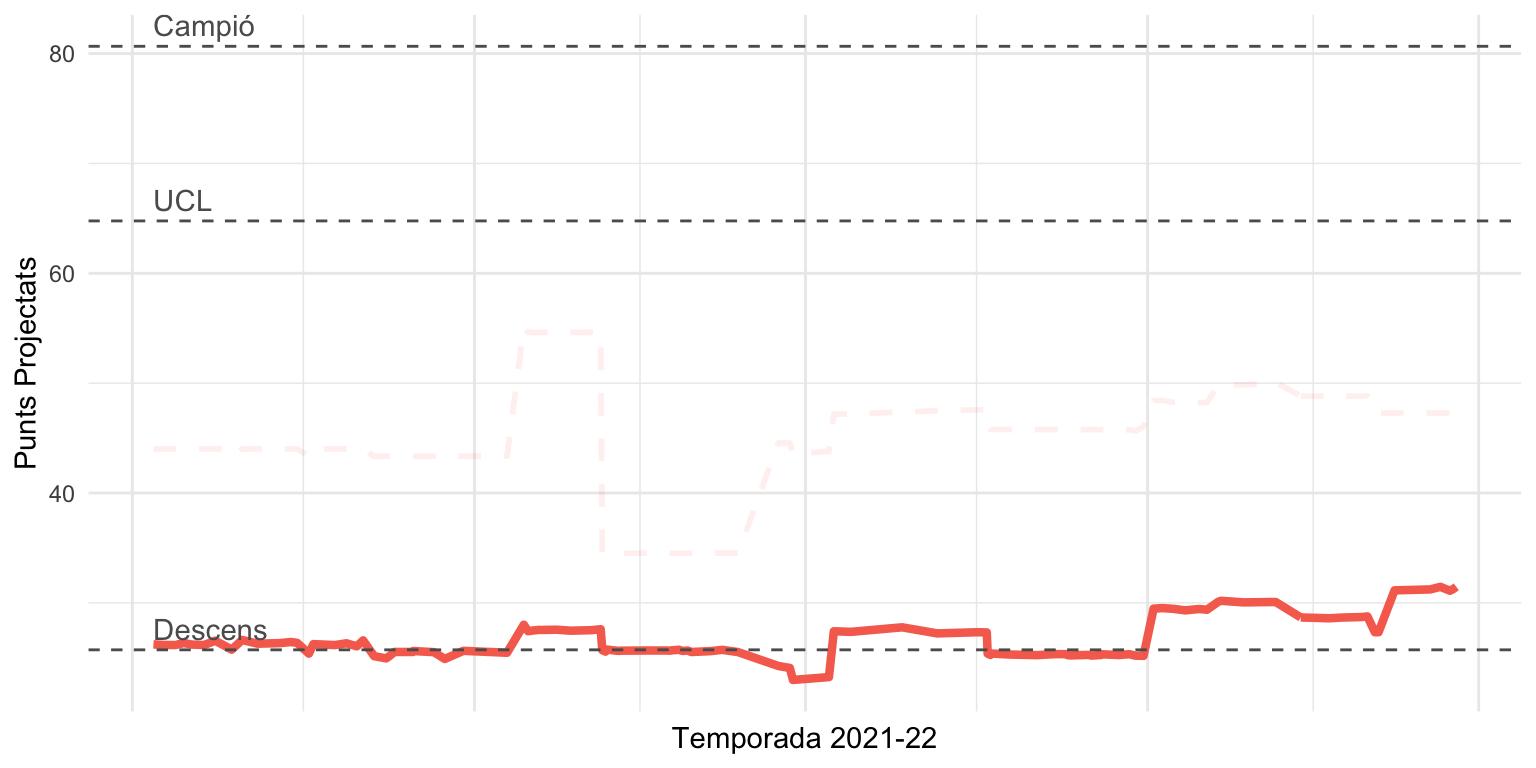 Campió
80
UCL
60
Punts Projectats
40
Descens
Temporada 2021-22